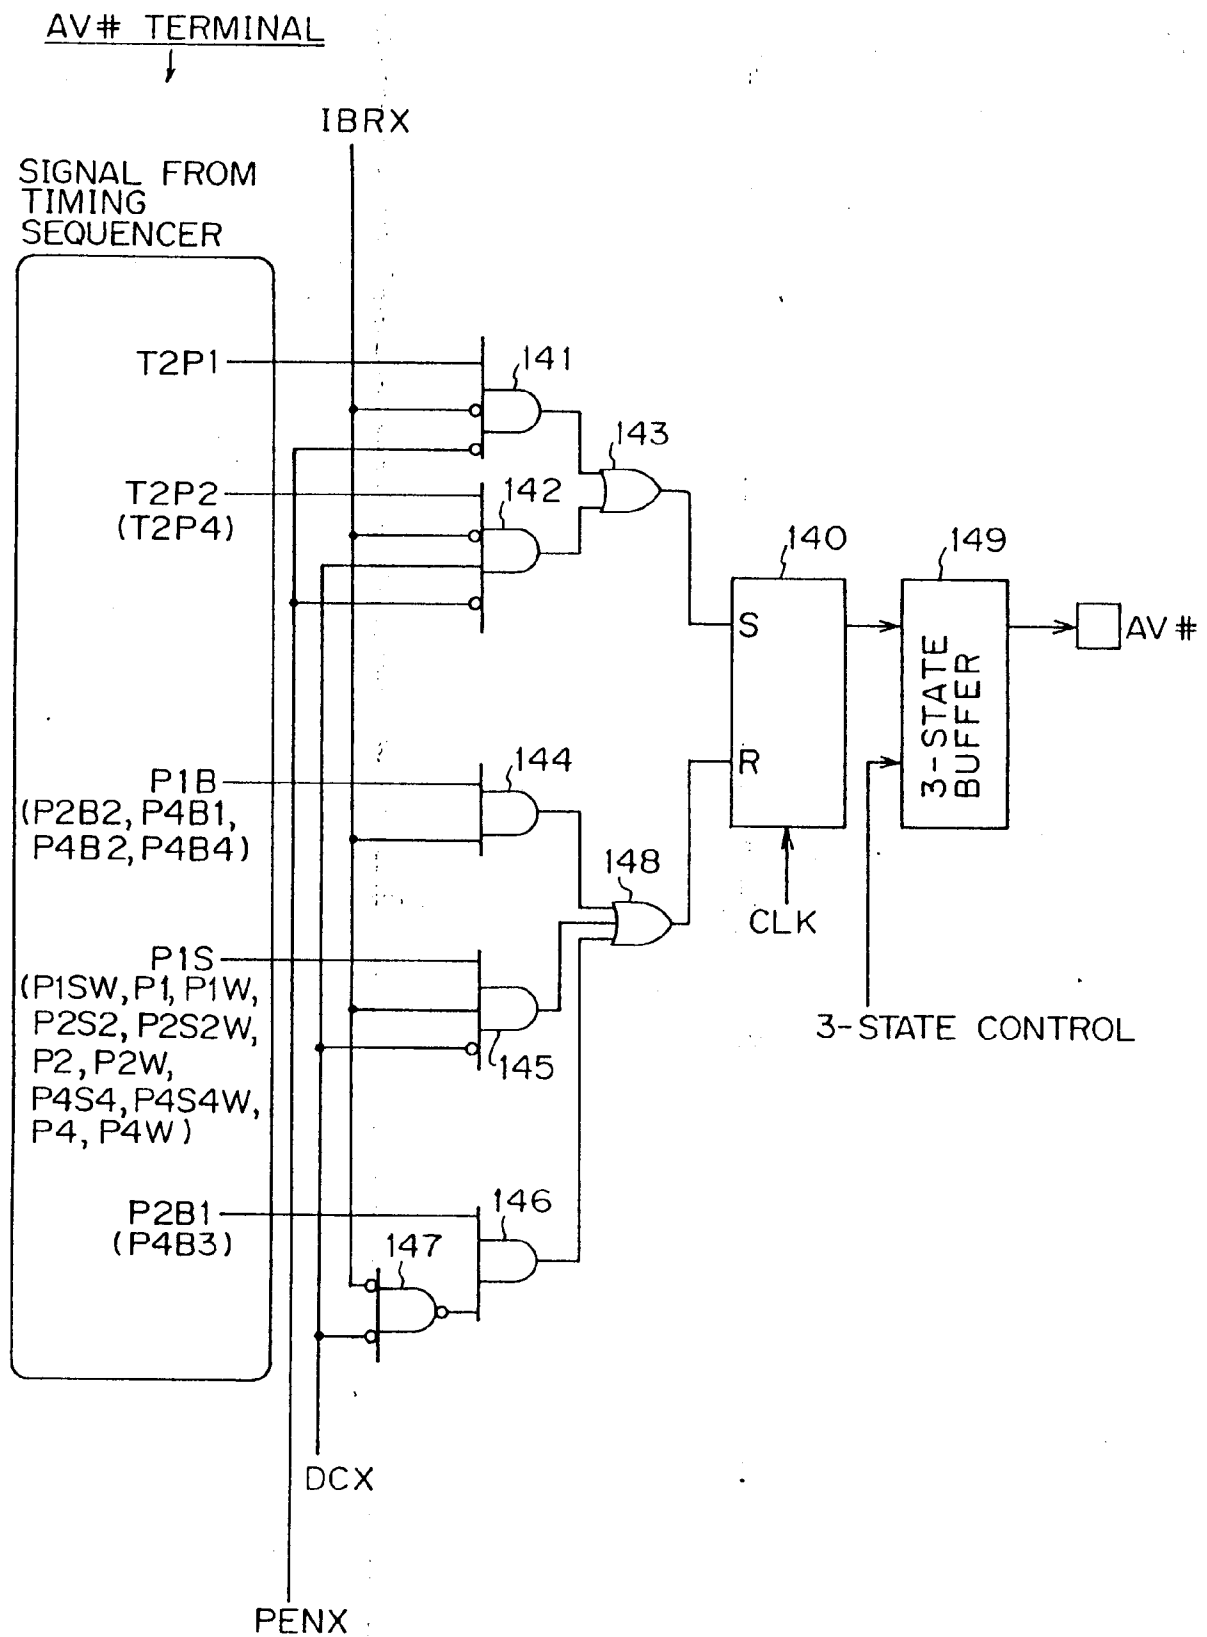 AV# TERMINAL
IBRX
SIGNAL FROM
TIMING
SEQUENCER
T2P1
141
143
T2P2
(T2P4)
142
140
149
S
R
3-STATE
BUFFER
AV#
P1B
(P2B2, P4B1,
P4B2, P4B4)
144
148
CLK
P1S
(P1SW, P1, P1W,
P2S2, P2S2W,
P2, P2W,
P4S4, P4S4W,
P4, P4W)
145
3-STATE CONTROL
P2B1
(P4B3)
146
147
DCX
PENX